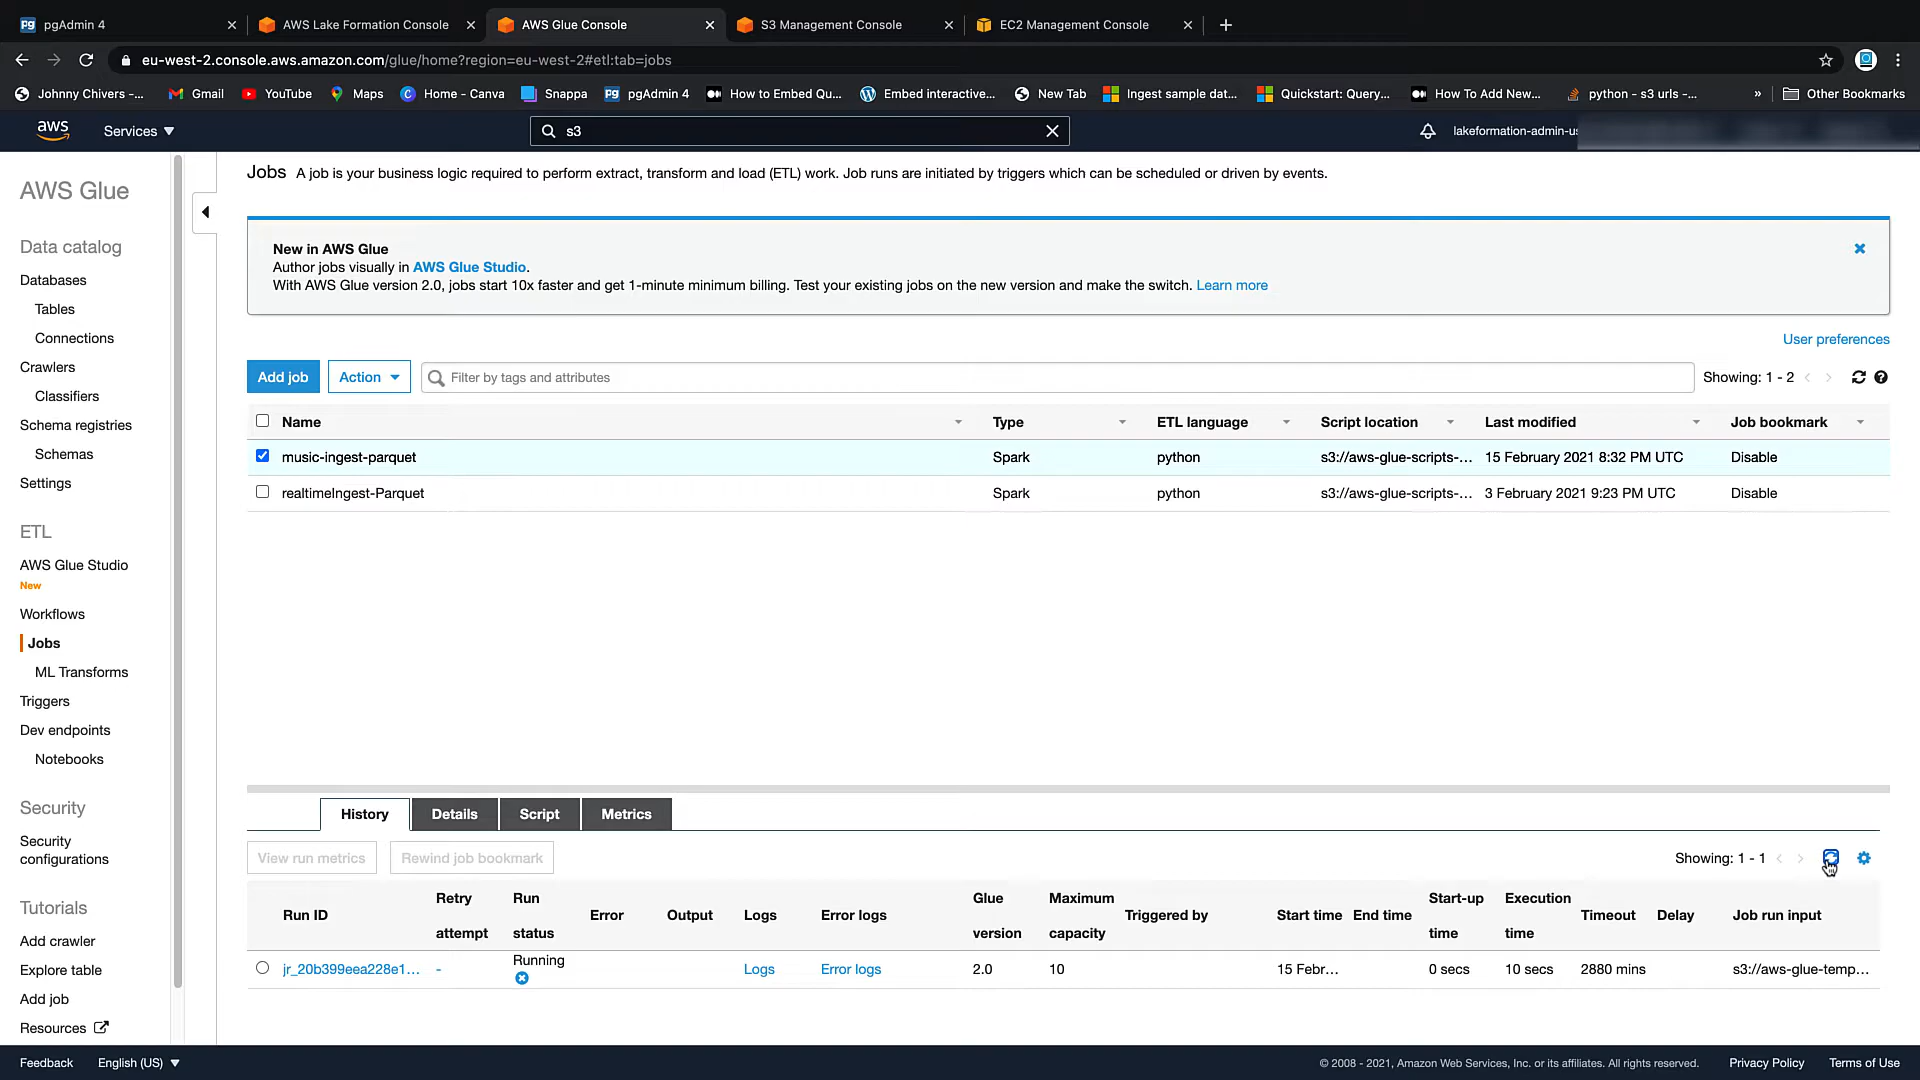 pgAdmin 4
AWS Lake Formation Console
AWS Glue Console
S3 Management Console
EC2 Management Console
eu-west-2.console.aws.amazon.com/glue/home?region=eu-west-2#etl:tab=jobs
Johnny Chivers -...
Gmail
YouTube
Maps
Home - Canva
Snappa
pgAdmin 4
How to Embed Qu...
Embed interactive...
New Tab
Ingest sample dat...
Quickstart: Query...
How To Add New...
python - s3 urls -...
»
Other Bookmarks
aws
Services
s3
lakeformation-admin-us
AWS Glue
Data catalog
Databases
Tables
Connections
Crawlers
Classifiers
Schema registries
Schemas
Settings
ETL
AWS Glue Studio
New
Workflows
Jobs
ML Transforms
Triggers
Dev endpoints
Notebooks
Security
Security
configurations
Tutorials
Add crawler
Explore table
Add job
Resources
Jobs A job is your business logic required to perform extract, transform and load (ETL) work. Job runs are initiated by triggers which can be scheduled or driven by events.
New in AWS Glue
Author jobs visually in AWS Glue Studio.
With AWS Glue version 2.0, jobs start 10x faster and get 1-minute minimum billing. Test your existing jobs on the new version and make the switch. Learn more
User preferences
Add job
Action
Filter by tags and attributes
Showing: 1 - 2
Name Type ETL language Script location Last modified Job bookmark
music-ingest-parquet Spark python s3://aws-glue-scripts-... 15 February 2021 8:32 PM UTC Disable
realtimeIngest-Parquet Spark python s3://aws-glue-scripts-... 3 February 2021 9:23 PM UTC Disable
History Details Script Metrics
View run metrics
Rewind job bookmark
Showing: 1 - 1
Run ID Retry attempt Run status Error Output Logs Error logs Glue version Maximum capacity Triggered by Start time End time Start-up time Execution time Timeout Delay Job run input
jr_20b399eea228e1... - Running Logs Error logs 2.0 10 15 Febr... 0 secs 10 secs 2880 mins s3://aws-glue-temp...
Feedback
English (US)
© 2008 - 2021, Amazon Web Services, Inc. or its affiliates. All rights reserved.
Privacy Policy
Terms of Use